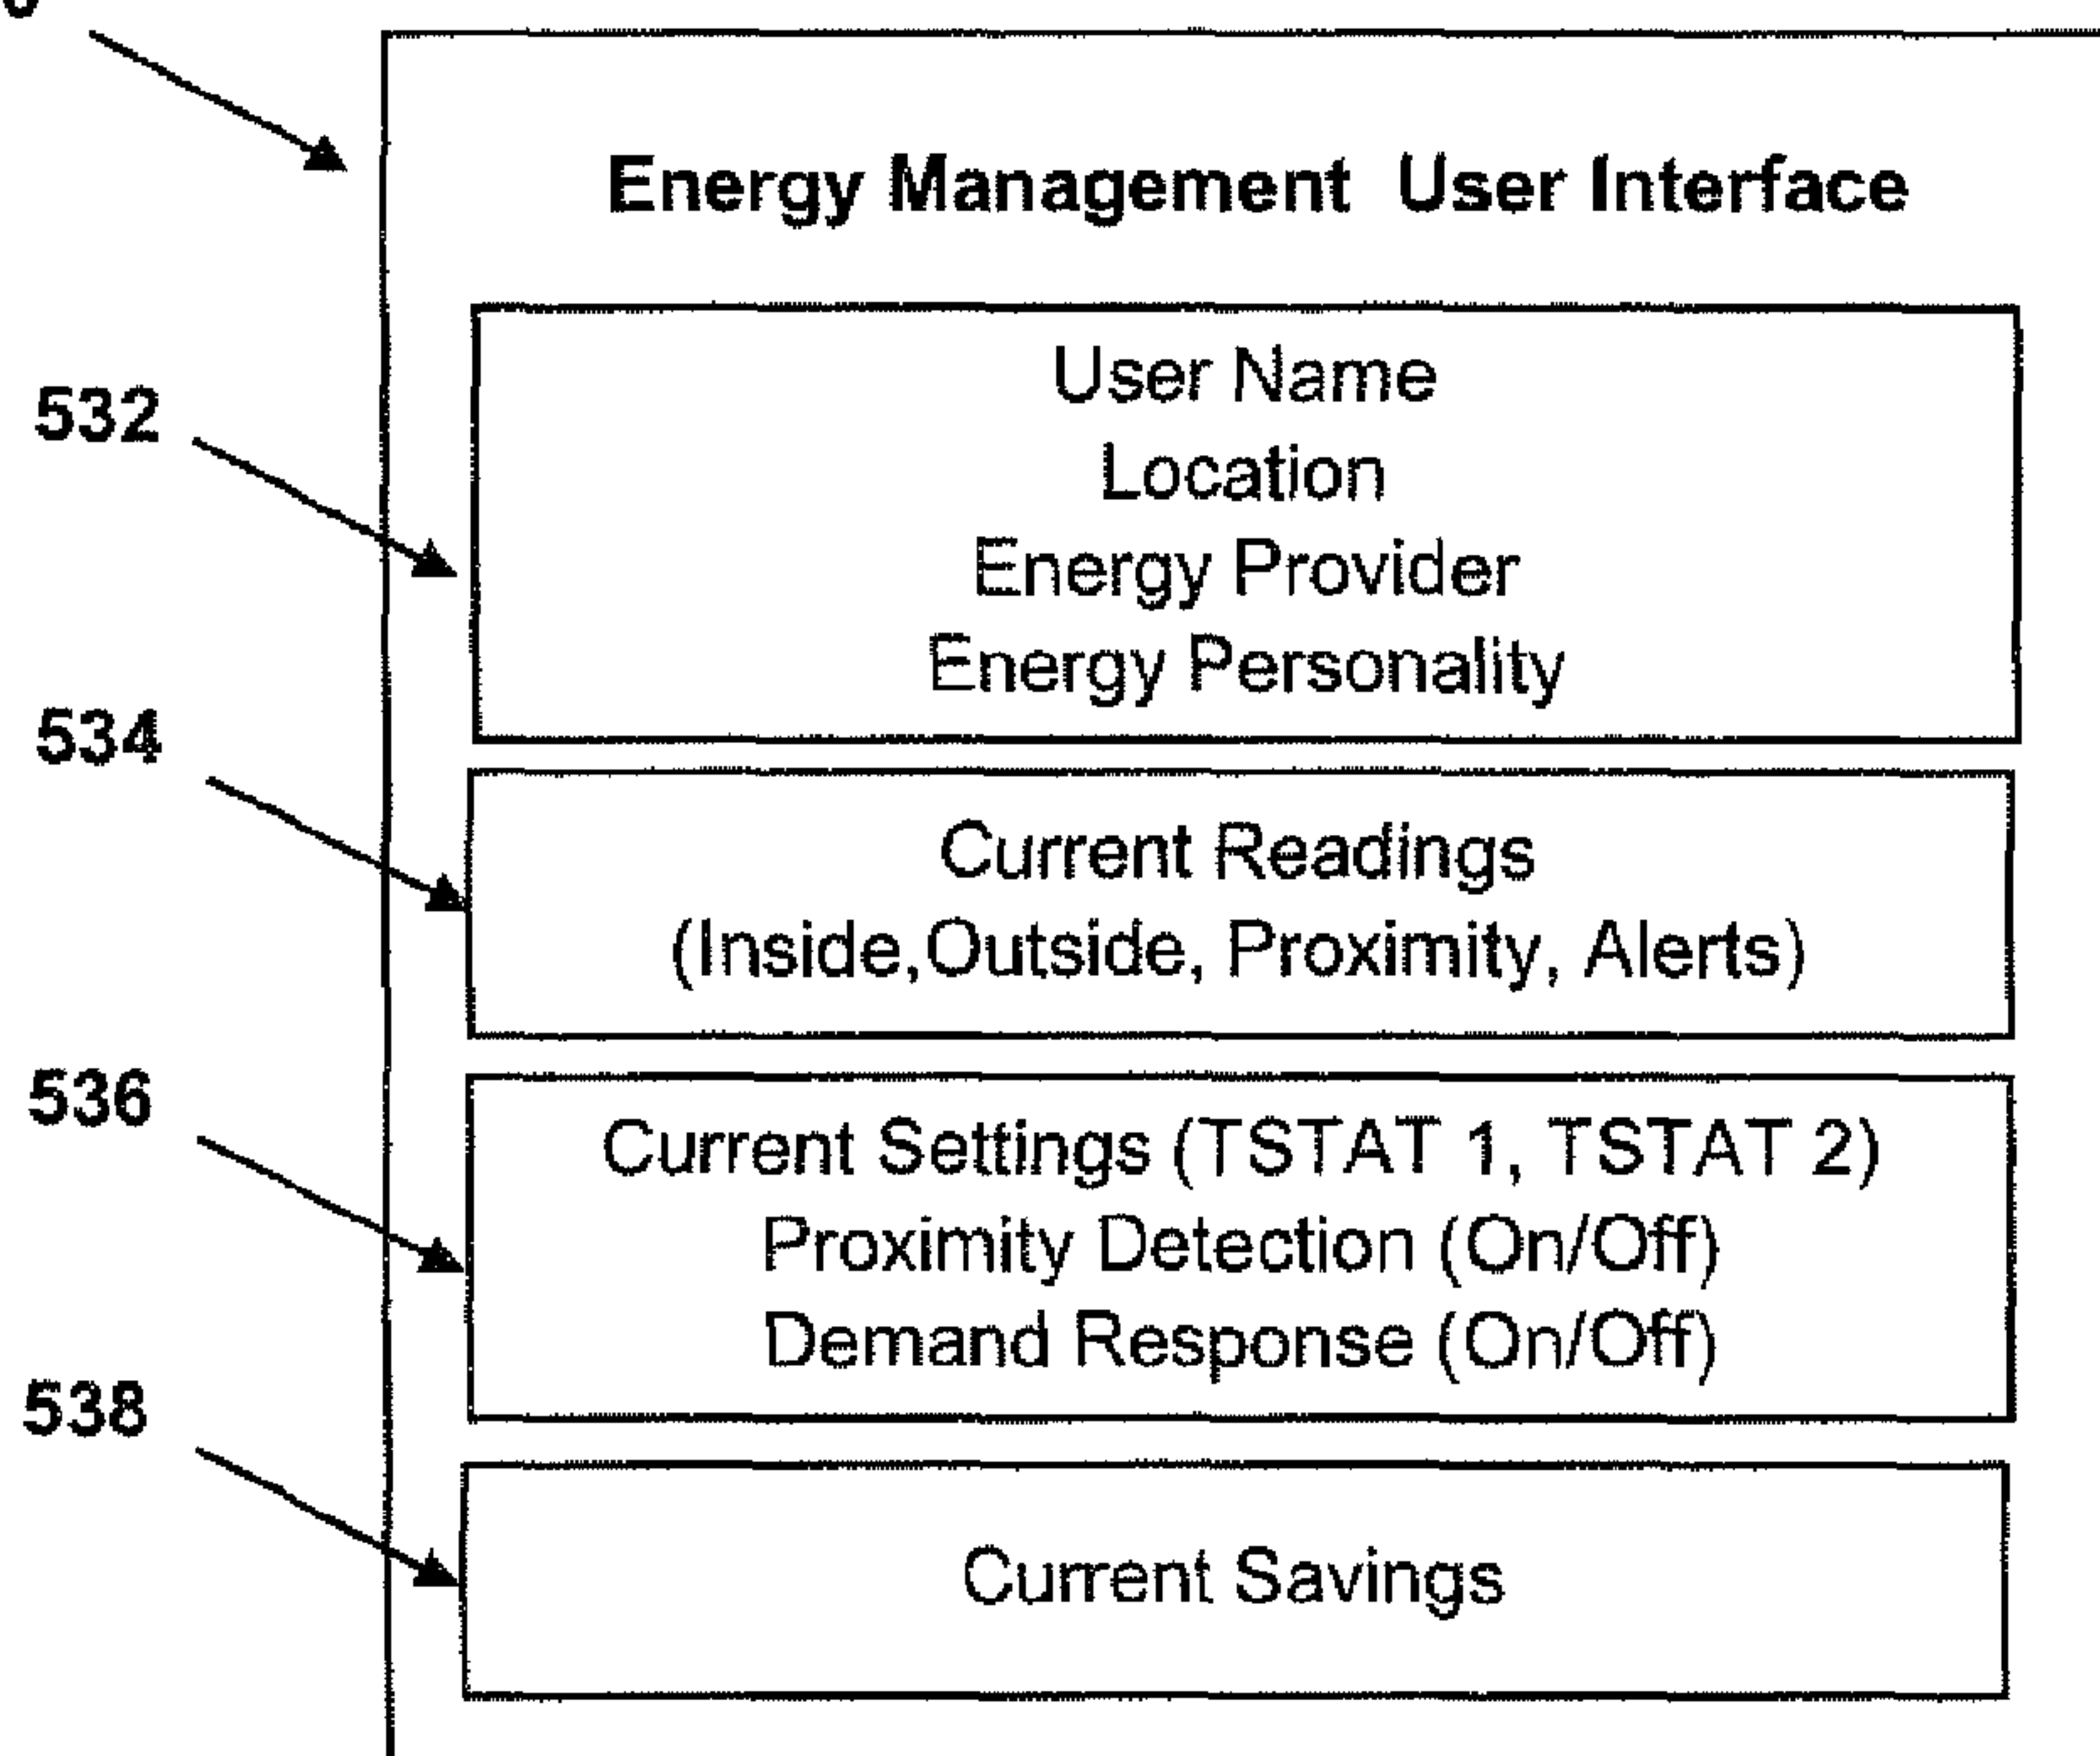 Energy Management User Interface
532
User Name
Location
Energy Provider
Energy Personality
534
Current Readings
(Inside,Outside, Proximity, Alerts)
536
Current Settings (TSTAT 1, TSTAT 2)
Proximity Detection (On/Off)
Demand Response (On/Off)
538
Current Savings